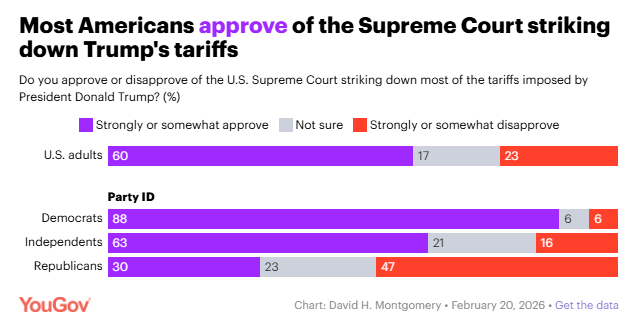 Most Americans approve of the Supreme Court striking
down Trump's tariffs
Do you approve or disapprove of the U.S. Supreme Court striking down most of the tariffs imposed by
President Donald Trump? (%)
Strongly or somewhat approve Not sure Strongly or somewhat disapprove
U.S. adults 60 17 23
Party ID
Democrats 88 6 6
Independents 63 21 16
Republicans 30 23 47
YouGov Chart: David H. Montgomery • February 20, 2026 • Get the data